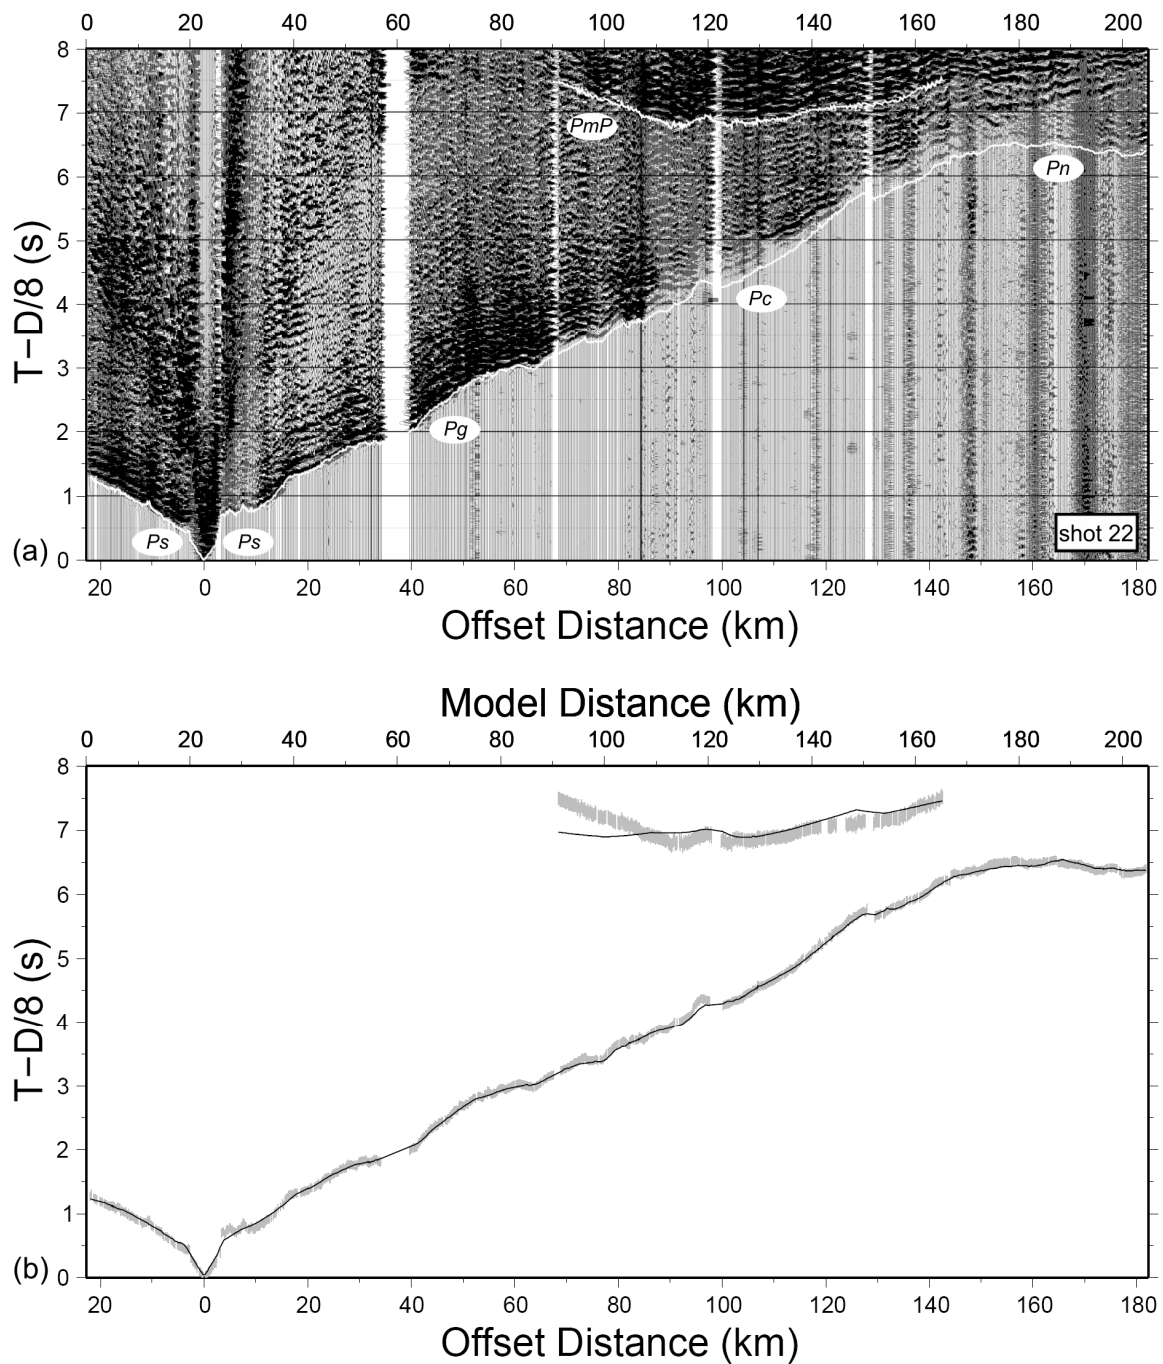 0 20 40 60 80 100 120 140 160 180 200
8
7
6
5
4
3
2
1
0
T−D/8 (s)
PmP
Pn
Pc
Pg
Ps Ps
shot 22
(a)
20 0 20 40 60 80 100 120 140 160 180
Offset Distance (km)
Model Distance (km)
0 20 40 60 80 100 120 140 160 180 200
8
7
6
5
4
3
2
1
0
T−D/8 (s)
(b)
20 0 20 40 60 80 100 120 140 160 180
Offset Distance (km)